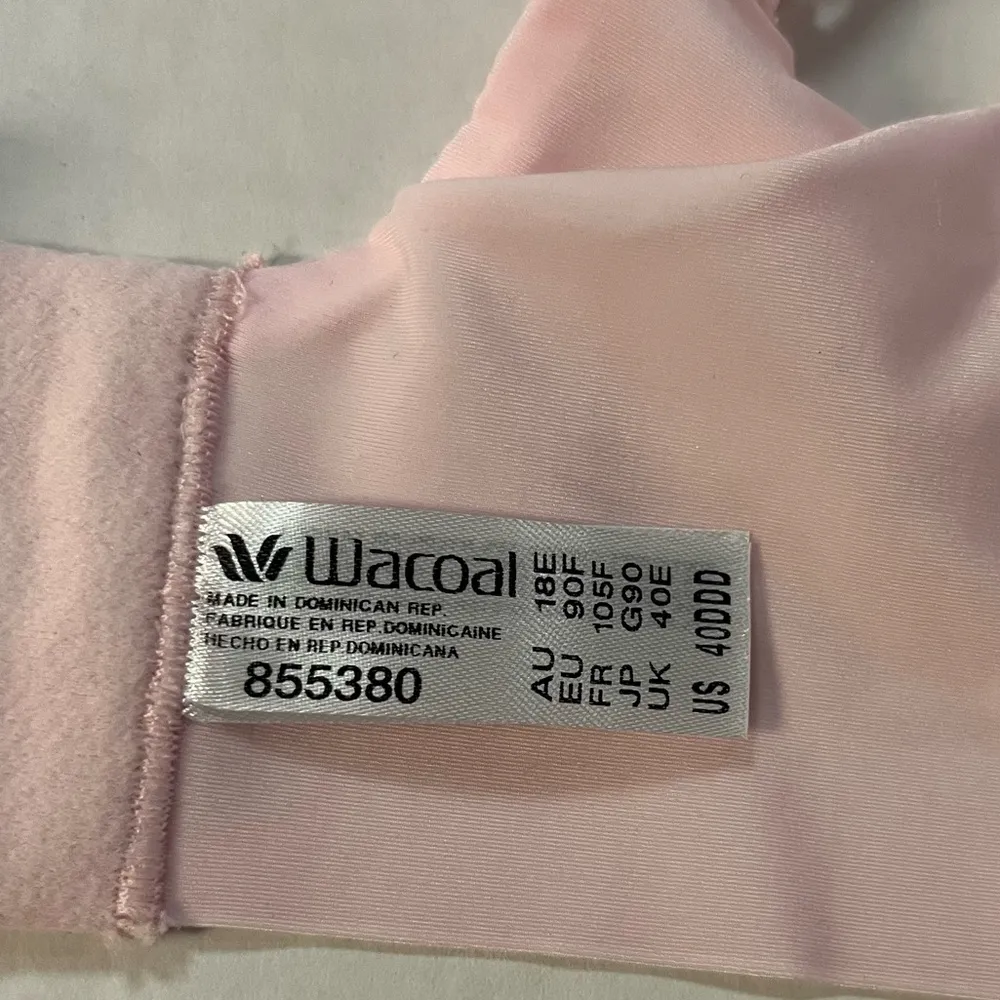 Wacoal
MADE IN DOMINICAN REP.
FABRIQUE EN REP.DOMINICAINE
HECHO EN REP.DOMINICANA
855380
AU 18E
EU 90F
FR 105F
JP G90
UK 40E
US 40DDD